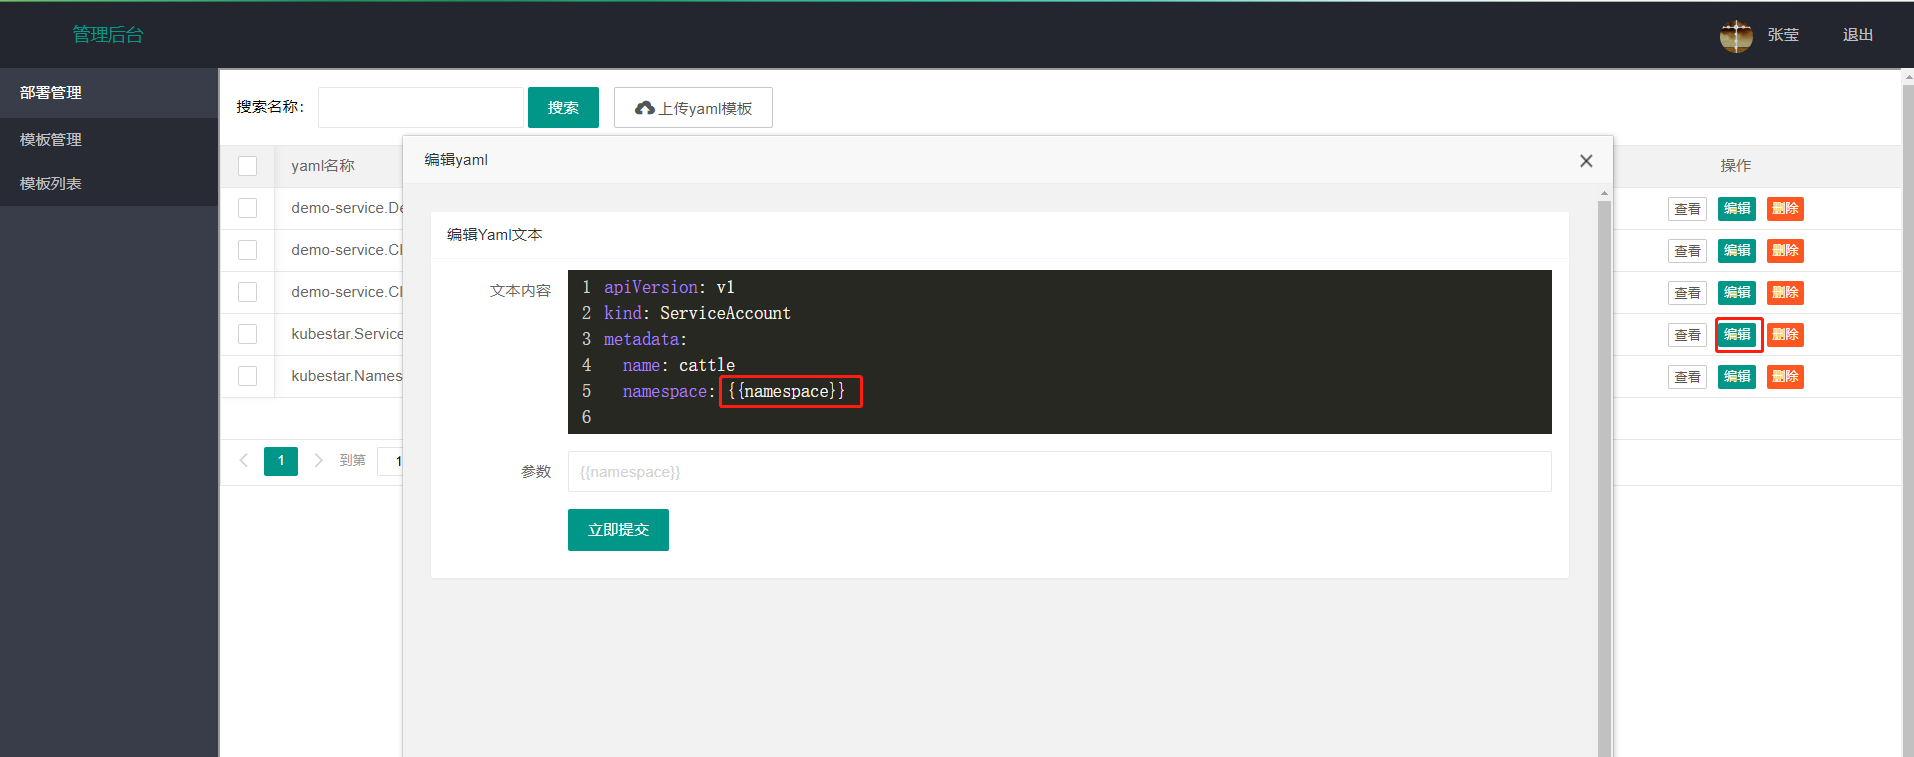 管理后台
张莹
退出
部署管理
模板管理
模板列表
搜索名称：
搜索
上传yaml模板
yaml名称
操作
demo-service.De
查看
编辑
删除
demo-service.Cl
查看
编辑
删除
demo-service.Cl
查看
编辑
删除
kubestar.Service
查看
编辑
删除
kubestar.Names
查看
编辑
删除
1
到第
1
编辑yaml
编辑Yaml文本
文本内容
1 apiVersion: v1
2 kind: ServiceAccount
3 metadata:
4 name: cattle
5 namespace: {{namespace}}
6
参数
{{namespace}}
立即提交